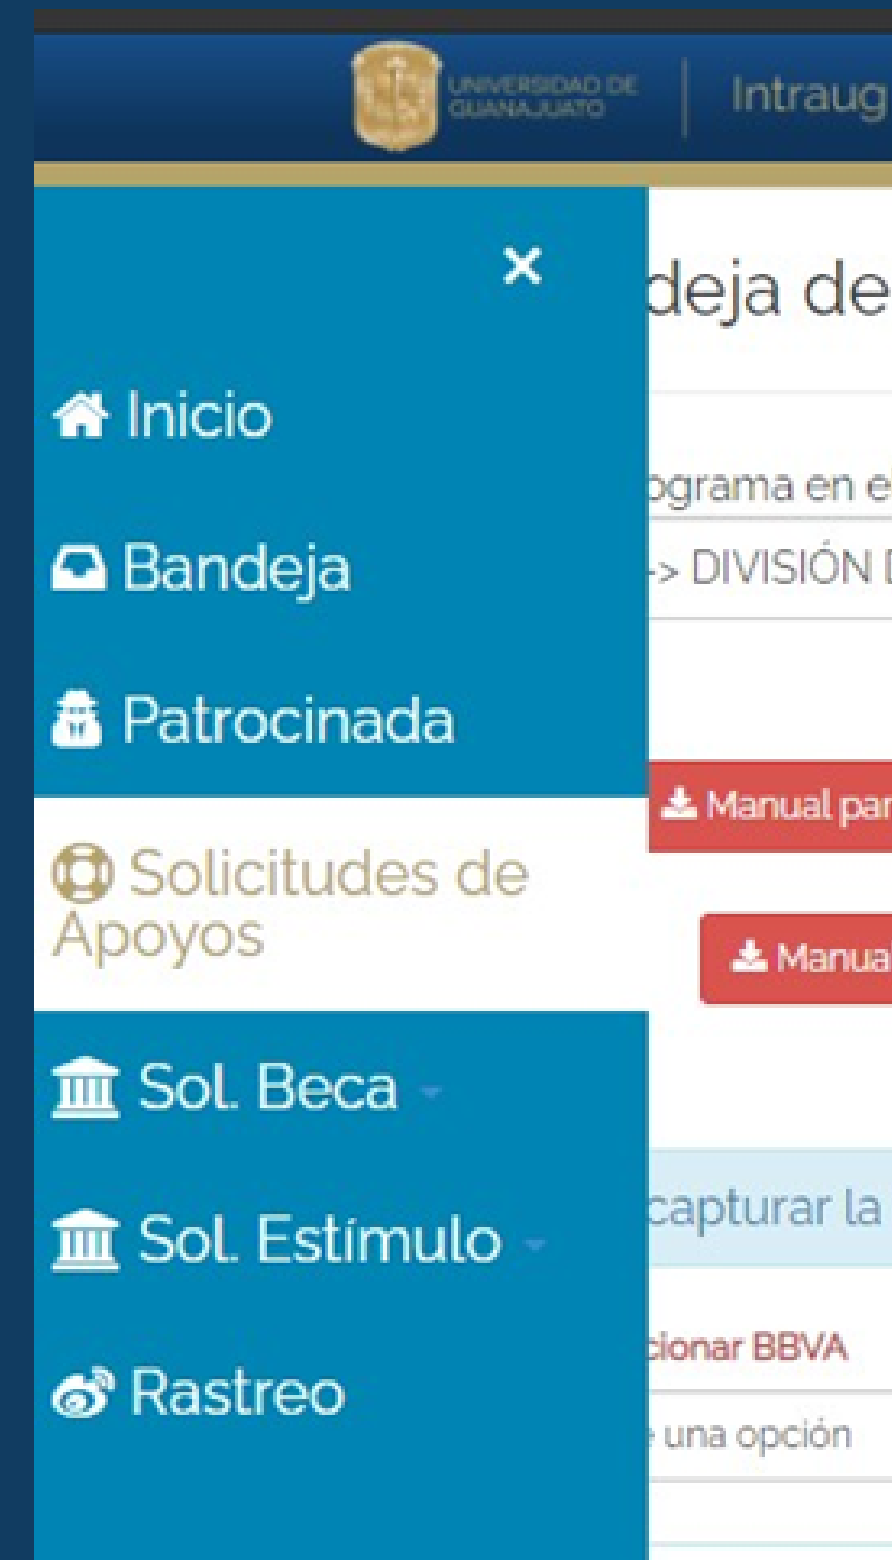 UNIVERSIDAD DE
GUANAJUATO
Intraug
deja de
Inicio
ograma en e
Bandeja
-> DIVISIÓN D
Patrocinada
Manual par
Solicitudes de
Apoyos
Manua
Sol. Beca
capturar la
Sol. Estímulo
cionar BBVA
Rastreo
e una opción